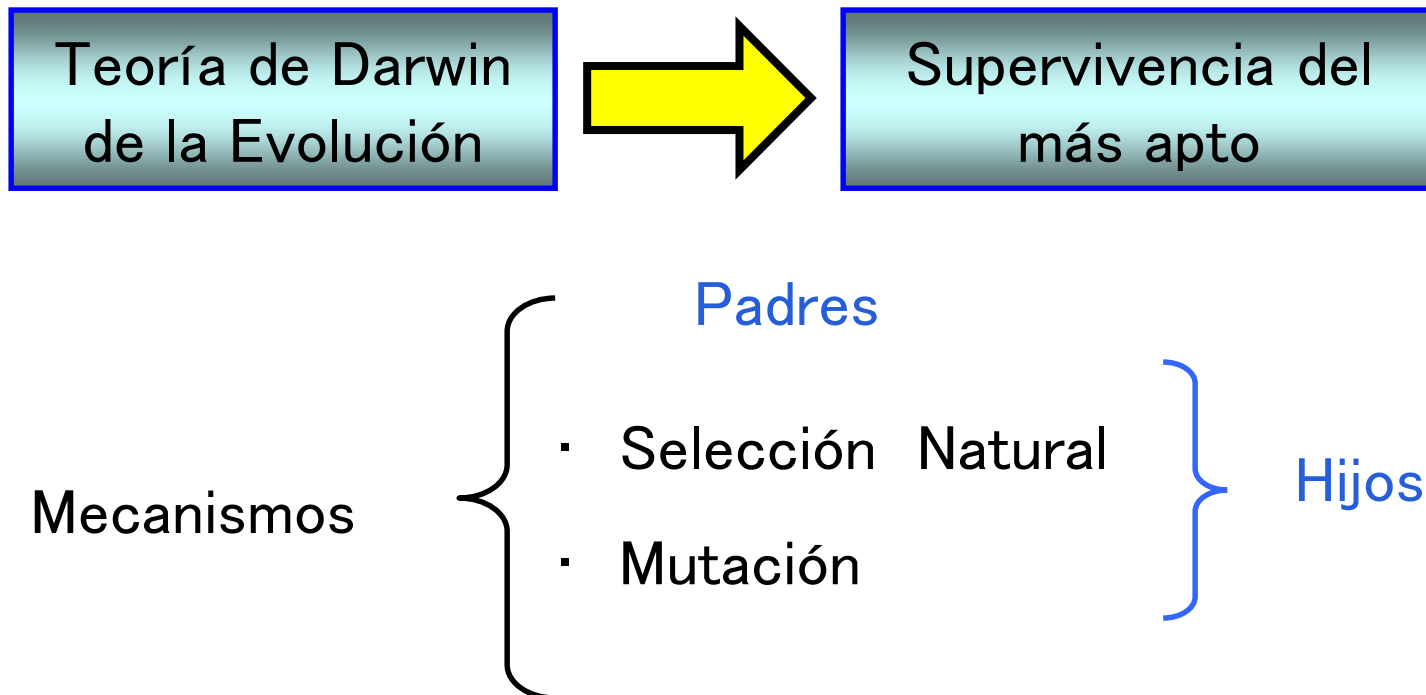 Teoría de Darwin
de la Evolución
Supervivencia del
más apto
Padres
· Selección Natural
Mecanismos
· Mutación
Hijos